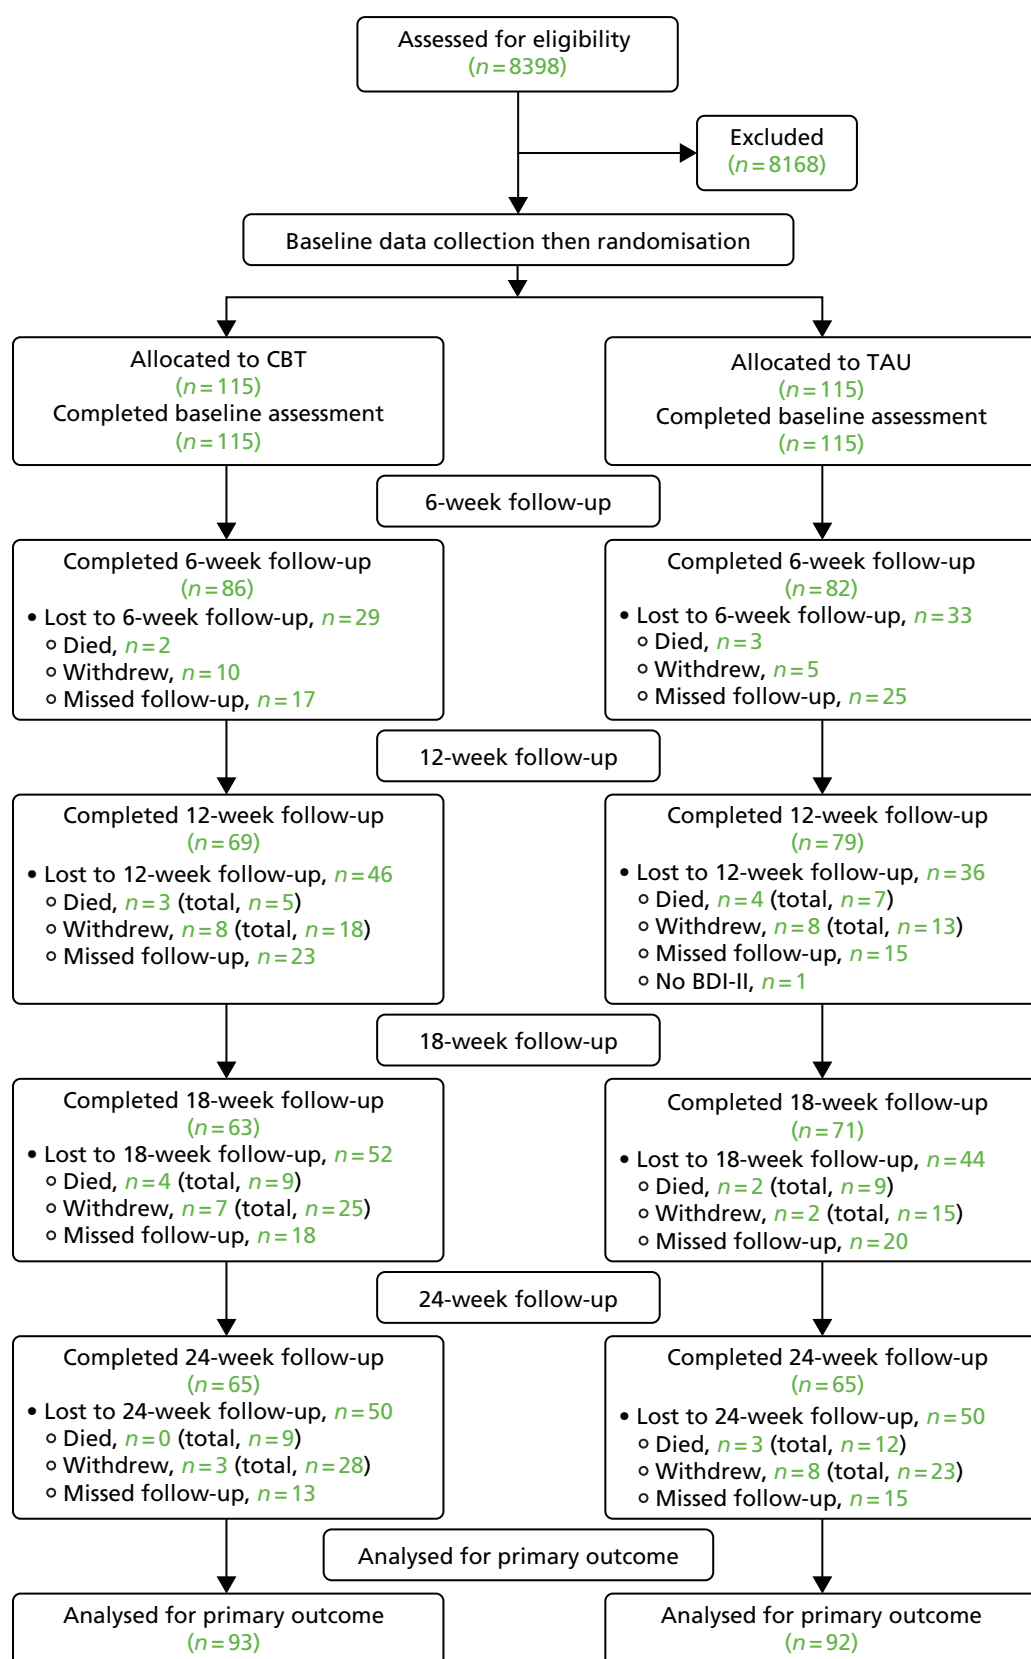 Assessed for eligibility
(n=8398)
Excluded
(n=8168)
Baseline data collection then randomisation
Allocated to CBT
(n=115)
Completed baseline assessment
(n=115)
Allocated to TAU
(n=115)
Completed baseline assessment
(n=115)
6-week follow-up
Completed 6-week follow-up
(n=86)
• Lost to 6-week follow-up, n=29
○ Died, n=2
○ Withdrew, n=10
○ Missed follow-up, n=17
Completed 6-week follow-up
(n=82)
• Lost to 6-week follow-up, n=33
○ Died, n=3
○ Withdrew, n=5
○ Missed follow-up, n=25
12-week follow-up
Completed 12-week follow-up
(n=69)
• Lost to 12-week follow-up, n=46
○ Died, n=3 (total, n=5)
○ Withdrew, n=8 (total, n=18)
○ Missed follow-up, n=23
Completed 12-week follow-up
(n=79)
• Lost to 12-week follow-up, n=36
○ Died, n=4 (total, n=7)
○ Withdrew, n=8 (total, n=13)
○ Missed follow-up, n=15
○ No BDI-II, n=1
18-week follow-up
Completed 18-week follow-up
(n=63)
• Lost to 18-week follow-up, n=52
○ Died, n=4 (total, n=9)
○ Withdrew, n=7 (total, n=25)
○ Missed follow-up, n=18
Completed 18-week follow-up
(n=71)
• Lost to 18-week follow-up, n=44
○ Died, n=2 (total, n=9)
○ Withdrew, n=2 (total, n=15)
○ Missed follow-up, n=20
24-week follow-up
Completed 24-week follow-up
(n=65)
• Lost to 24-week follow-up, n=50
○ Died, n=0 (total, n=9)
○ Withdrew, n=3 (total, n=28)
○ Missed follow-up, n=13
Completed 24-week follow-up
(n=65)
• Lost to 24-week follow-up, n=50
○ Died, n=3 (total, n=12)
○ Withdrew, n=8 (total, n=23)
○ Missed follow-up, n=15
Analysed for primary outcome
Analysed for primary outcome
(n=93)
Analysed for primary outcome
(n=92)